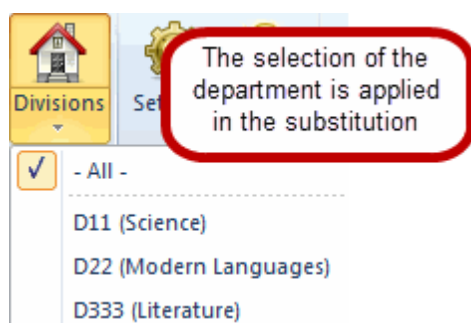 The selection of the
department is applied
in the substitution
Divisions
- All -
D11 (Science)
D22 (Modern Languages)
D333 (Literature)